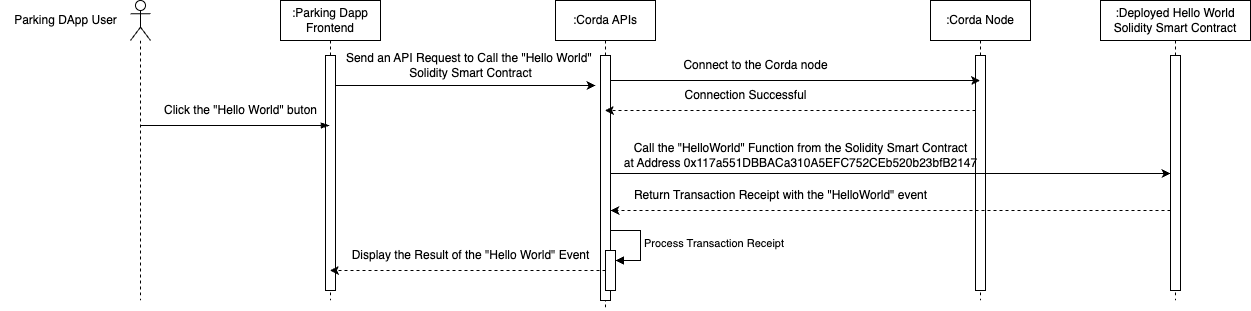 Parking DApp User
:Parking Dapp
Frontend
:Corda APIs
:Corda Node
:Deployed Hello World
Solidity Smart Contract
Send an API Request to Call the "Hello World"
Solidity Smart Contract
Connect to the Corda node
Connection Successful
Click the "Hello World" buton
Call the "HelloWorld" Function from the Solidity Smart Contract
at Address 0x117a551DBBACa310A5EFC752CEb520b23bfB2147
Return Transaction Receipt with the "HelloWorld" event
Process Transaction Receipt
Display the Result of the "Hello World" Event